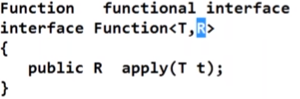 Function   functional interface
interface Function<T,R>
{
   public R  apply(T t);
}